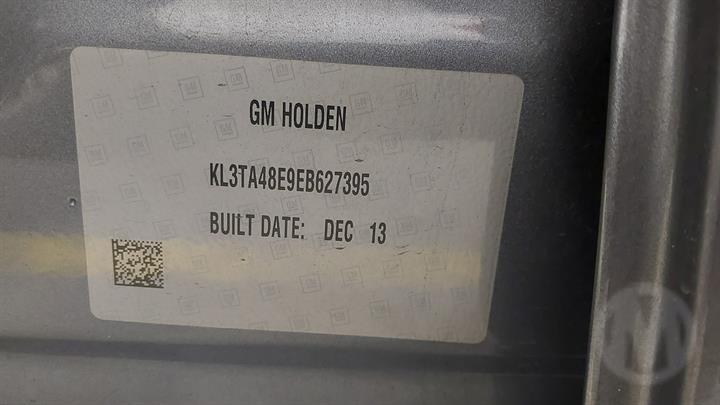 GM HOLDEN
KL3TA48E9EB627395
BUILT DATE: DEC 13